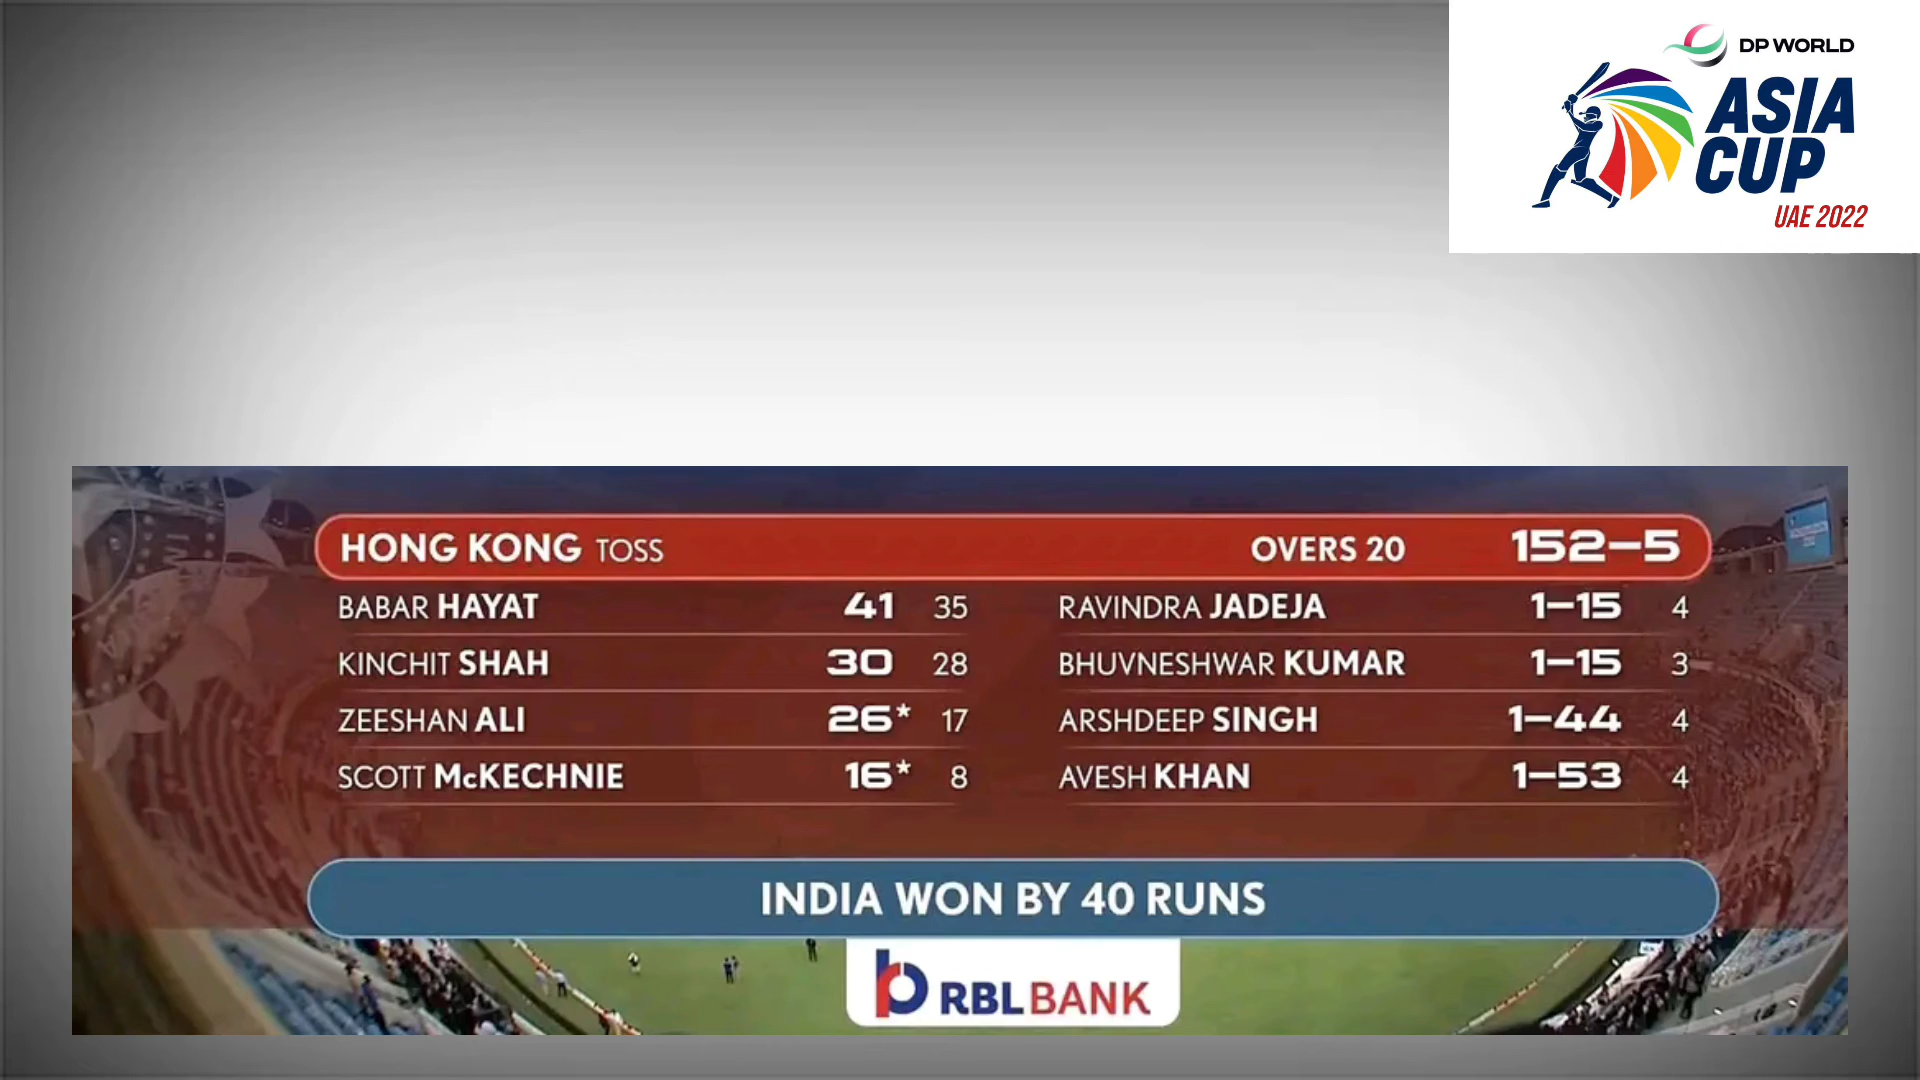 DP WORLD
ASIA
CUP
UAE 2022
HONG KONG TOSS OVERS 20 152–5
BABAR HAYAT 41 35 RAVINDRA JADEJA 1–15 4
KINCHIT SHAH 30 28 BHUVNESHWAR KUMAR 1–15 3
ZEESHAN ALI 26* 17 ARSHDEEP SINGH 1–44 4
SCOTT McKECHNIE 16* 8 AVESH KHAN 1–53 4
INDIA WON BY 40 RUNS
RBL BANK